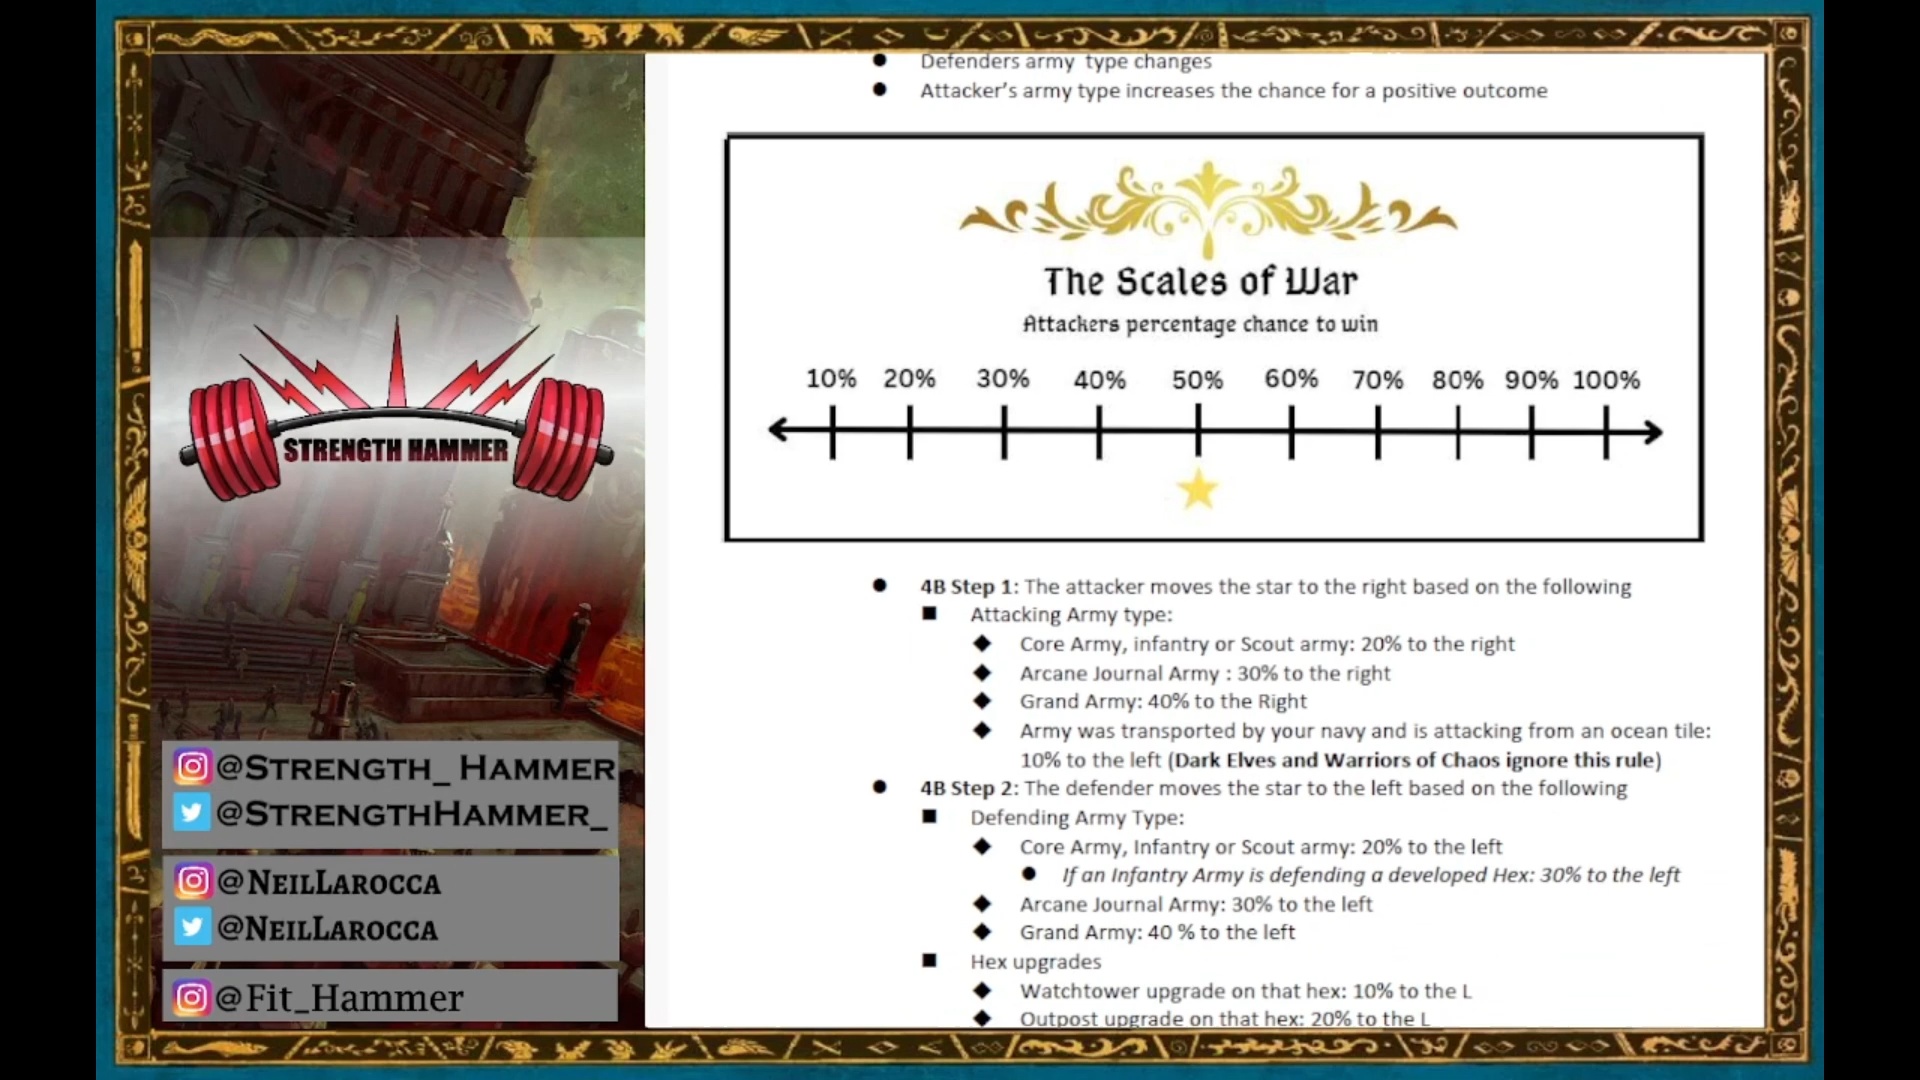 Defenders army  type changes
Attacker's army type increases the chance for a positive outcome
The Scales of War
Attackers percentage chance to win
10% 20% 30% 40% 50% 60% 70% 80% 90% 100%
4B Step 1: The attacker moves the star to the right based on the following
Attacking Army type:
Core Army, infantry or Scout army: 20% to the right
Arcane Journal Army : 30% to the right
Grand Army: 40% to the Right
Army was transported by your navy and is attacking from an ocean tile:
10% to the left (Dark Elves and Warriors of Chaos ignore this rule)
4B Step 2: The defender moves the star to the left based on the following
Defending Army Type:
Core Army, Infantry or Scout army: 20% to the left
If an Infantry Army is defending a developed Hex: 30% to the left
Arcane Journal Army: 30% to the left
Grand Army: 40 % to the left
Hex upgrades
Watchtower upgrade on that hex: 10% to the L
Outpost upgrade on that hex: 20% to the L
STRENGTH HAMMER
@STRENGTH_ HAMMER
@STRENGTHHAMMER_
@NEILLAROCCA
@NEILLAROCCA
@Fit_Hammer